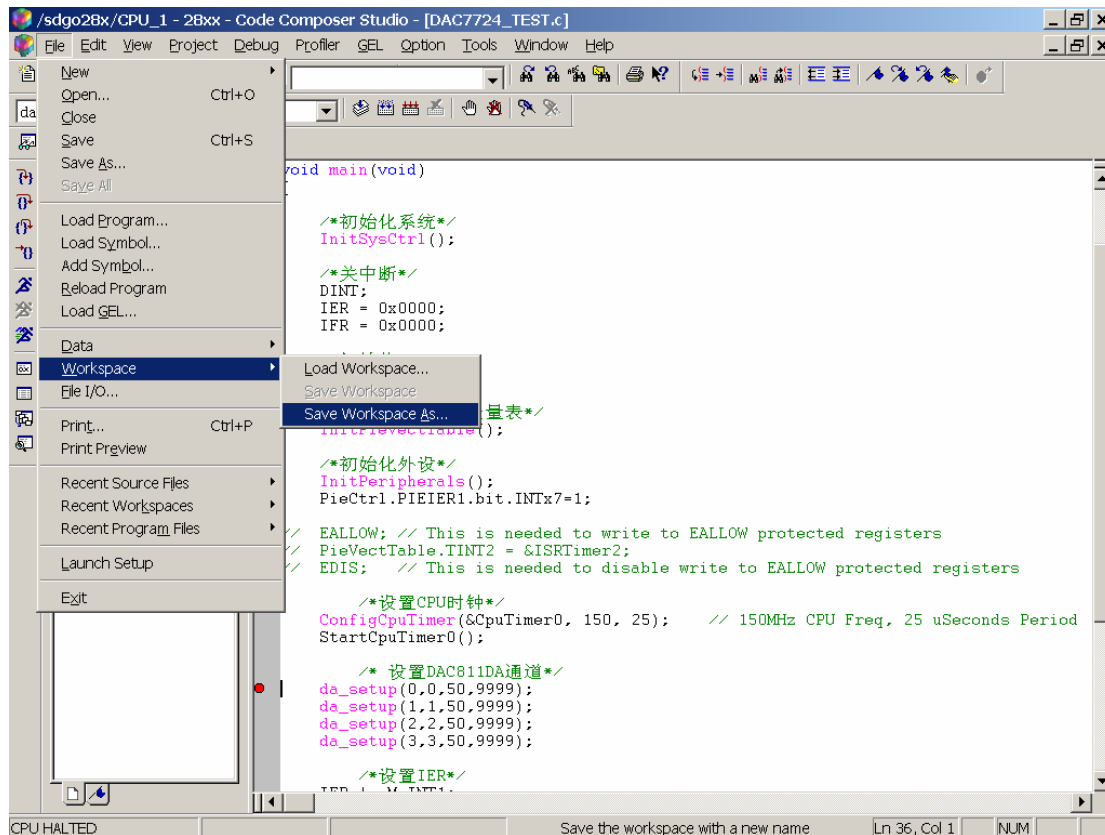 /sdgo28x/CPU_1 - 28xx - Code Composer Studio - [DAC7724_TEST.c]
File Edit View Project Debug Profiler GEL Option Tools Window Help
New
Open... Ctrl+O
da
Close
Save Ctrl+S
Save As...
Save All
Load Program...
Load Symbol...
Add Symbol...
Reload Program
Load GEL...
Data
Workspace
File I/O...
Print... Ctrl+P
Print Preview
Recent Source Files
Recent Workspaces
Recent Program Files
Launch Setup
Exit
Load Workspace...
Save Workspace
Save Workspace As...
void main(void)
/*初始化系统*/
InitSysCtrl();
/*关中断*/
DINT;
IER = 0x0000;
IFR = 0x0000;
量表*/
InitPieVectTable();
/*初始化外设*/
InitPeripherals();
PieCtrl.PIEIER1.bit.INTx7=1;
// EALLOW; // This is needed to write to EALLOW protected registers
// PieVectTable.TINT2 = &ISRTimer2;
// EDIS; // This is needed to disable write to EALLOW protected registers
/*设置CPU时钟*/
ConfigCpuTimer(&CpuTimer0, 150, 25); // 150MHz CPU Freq, 25 uSeconds Period
StartCpuTimer0();
/* 设置DAC811DA通道*/
da_setup(0,0,50,9999);
da_setup(1,1,50,9999);
da_setup(2,2,50,9999);
da_setup(3,3,50,9999);
/*设置IER*/
CPU HALTED Save the workspace with a new name Ln 36, Col 1 NUM